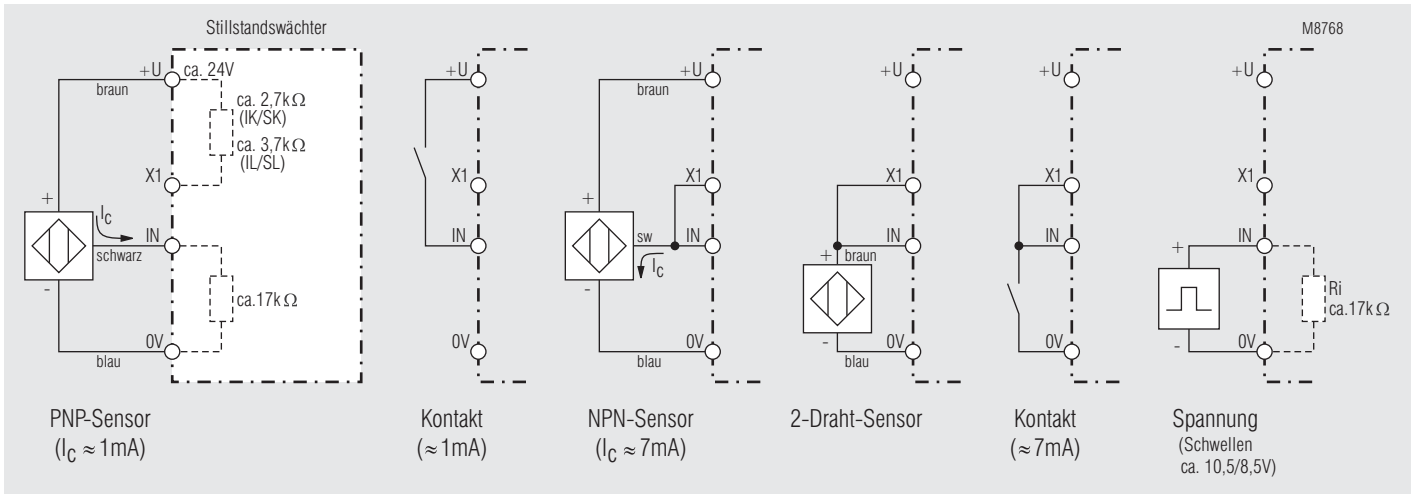 Stillstandswächter
M8768
+U
ca. 24V
braun
ca. 2,7kΩ
(IK/SK)
ca. 3,7kΩ
(IL/SL)
X1
+
IC
IN
schwarz
-
ca.17kΩ
0V
blau
PNP-Sensor
(IC ≈ 1mA)
+U
X1
IN
0V
Kontakt
(≈ 1mA)
+U
braun
X1
+
sw
IN
IC
-
0V
blau
NPN-Sensor
(IC ≈ 7mA)
+U
X1
IN
+
braun
-
0V
blau
2-Draht-Sensor
+U
X1
IN
0V
Kontakt
(≈ 7mA)
+U
X1
IN
+
Ri
ca.17kΩ
-
0V
Spannung
(Schwellen
ca. 10,5/8,5V)